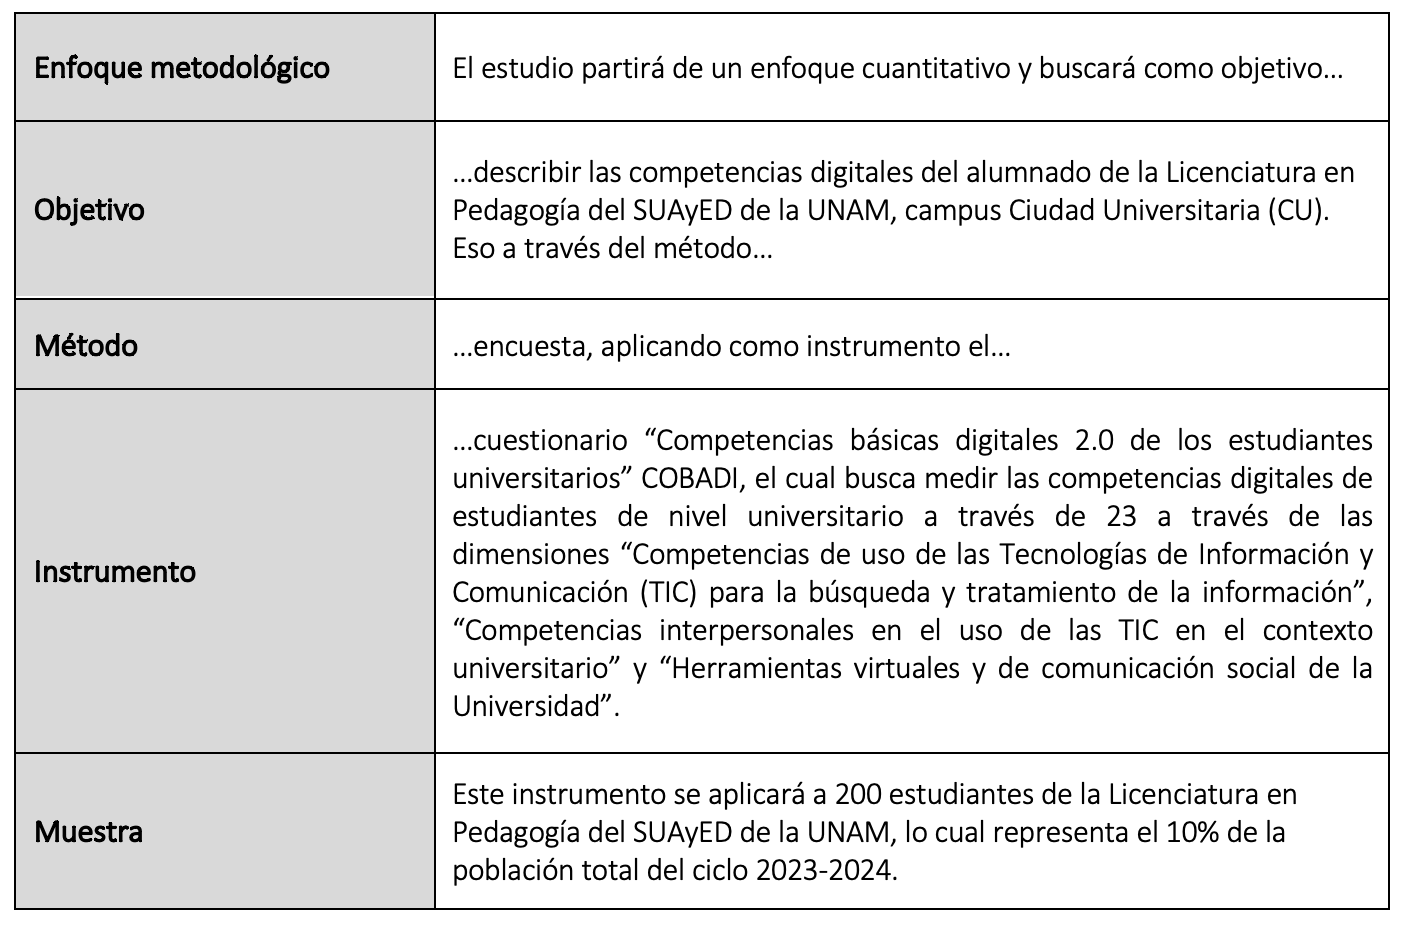 Enfoque metodológico
El estudio partirá de un enfoque cuantitativo y buscará como objetivo...
Objetivo
...describir las competencias digitales del alumnado de la Licenciatura en
Pedagogía del SUAyED de la UNAM, campus Ciudad Universitaria (CU).
Eso a través del método...
Método
...encuesta, aplicando como instrumento el...
Instrumento
...cuestionario “Competencias básicas digitales 2.0 de los estudiantes
universitarios” COBADI, el cual busca medir las competencias digitales de
estudiantes de nivel universitario a través de 23 a través de las
dimensiones “Competencias de uso de las Tecnologías de Información y
Comunicación (TIC) para la búsqueda y tratamiento de la información”,
“Competencias interpersonales en el uso de las TIC en el contexto
universitario” y “Herramientas virtuales y de comunicación social de la
Universidad”.
Muestra
Este instrumento se aplicará a 200 estudiantes de la Licenciatura en
Pedagogía del SUAyED de la UNAM, lo cual representa el 10% de la
población total del ciclo 2023-2024.